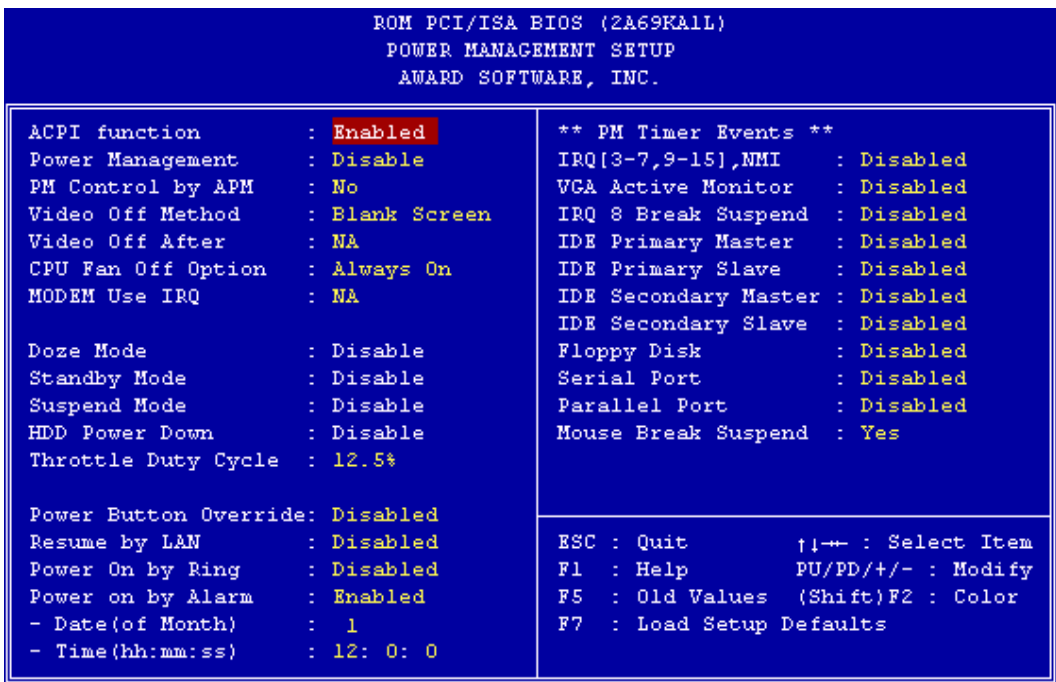 ROM PCI/ISA BIOS (2A69KA1L)
POWER MANAGEMENT SETUP
AWARD SOFTWARE, INC.
ACPI function : Enabled
Power Management : Disable
PM Control by APM : No
Video Off Method : Blank Screen
Video Off After : NA
CPU Fan Off Option : Always On
MODEM Use IRQ : NA
Doze Mode : Disable
Standby Mode : Disable
Suspend Mode : Disable
HDD Power Down : Disable
Throttle Duty Cycle : 12.5%
Power Button Override: Disabled
Resume by LAN : Disabled
Power On by Ring : Disabled
Power on by Alarm : Enabled
- Date(of Month) : 1
- Time(hh:mm:ss) : 12: 0: 0
** PM Timer Events **
IRQ[3-7,9-15],NMI : Disabled
VGA Active Monitor : Disabled
IRQ 8 Break Suspend : Disabled
IDE Primary Master : Disabled
IDE Primary Slave : Disabled
IDE Secondary Master : Disabled
IDE Secondary Slave : Disabled
Floppy Disk : Disabled
Serial Port : Disabled
Parallel Port : Disabled
Mouse Break Suspend : Yes
ESC : Quit ↑↓→← : Select Item
F1 : Help PU/PD/+/- : Modify
F5 : Old Values (Shift)F2 : Color
F7 : Load Setup Defaults